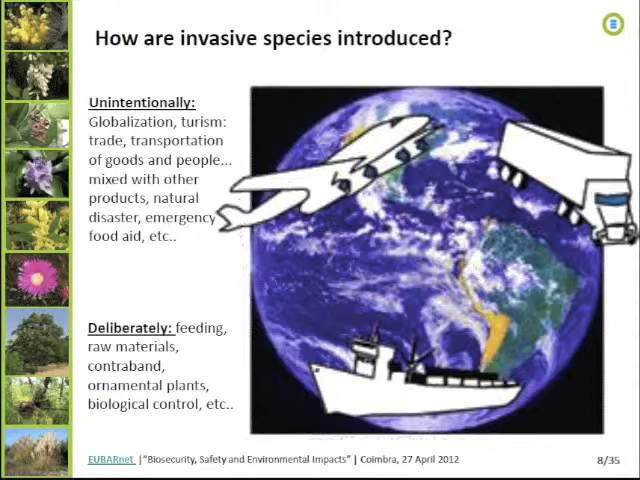 How are invasive species introduced?
Unintentionally:
Globalization, turism:
trade, transportation
of goods and people...
mixed with other
products, natural
disaster, emergency
food aid, etc..
Deliberately: feeding,
raw materials,
contraband,
ornamental plants,
biological control, etc..
EUBARnet |"Biosecurity, Safety and Environmental Impacts" | Coimbra, 27 April 2012
8/35